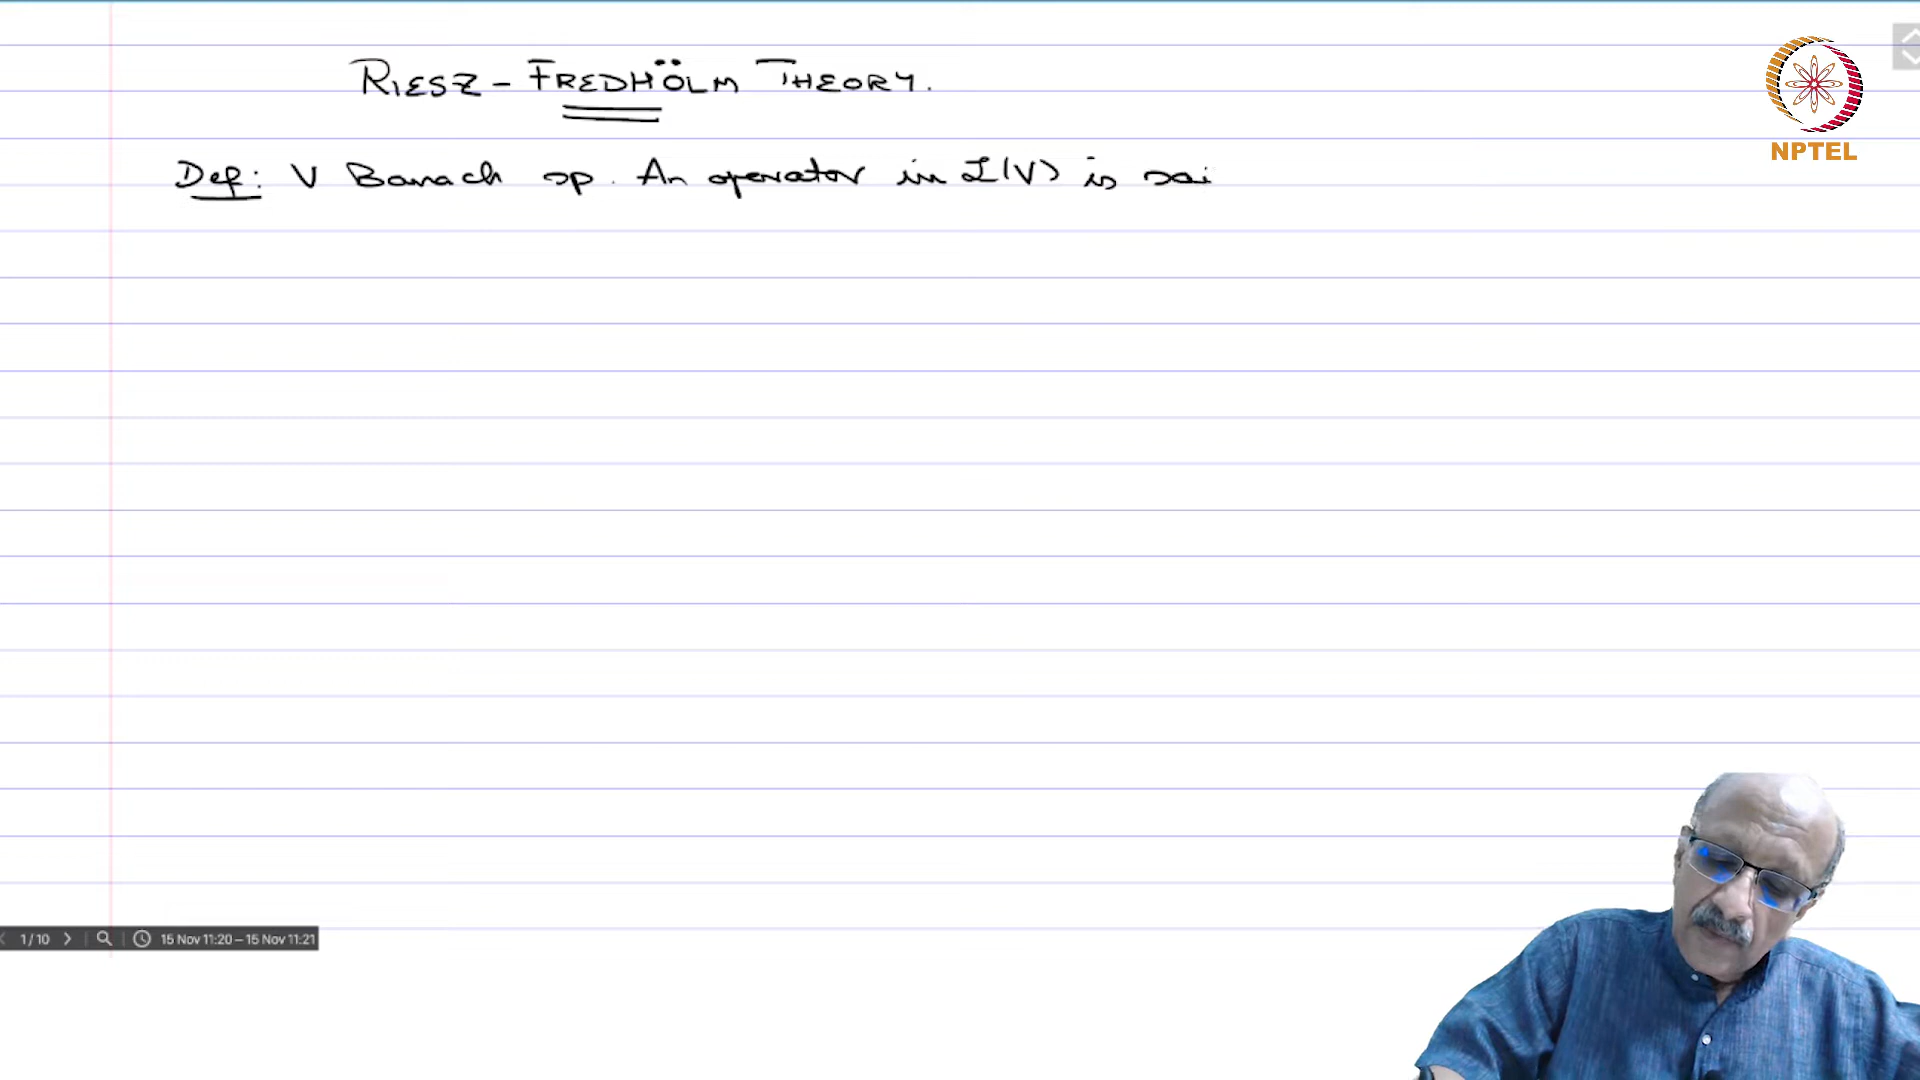 RIESZ - FREDHÖLM THEORY.
Def: V Banach sp. An operator in L(V) is sai
NPTEL
1/10
15 Nov 11:20 – 15 Nov 11:21